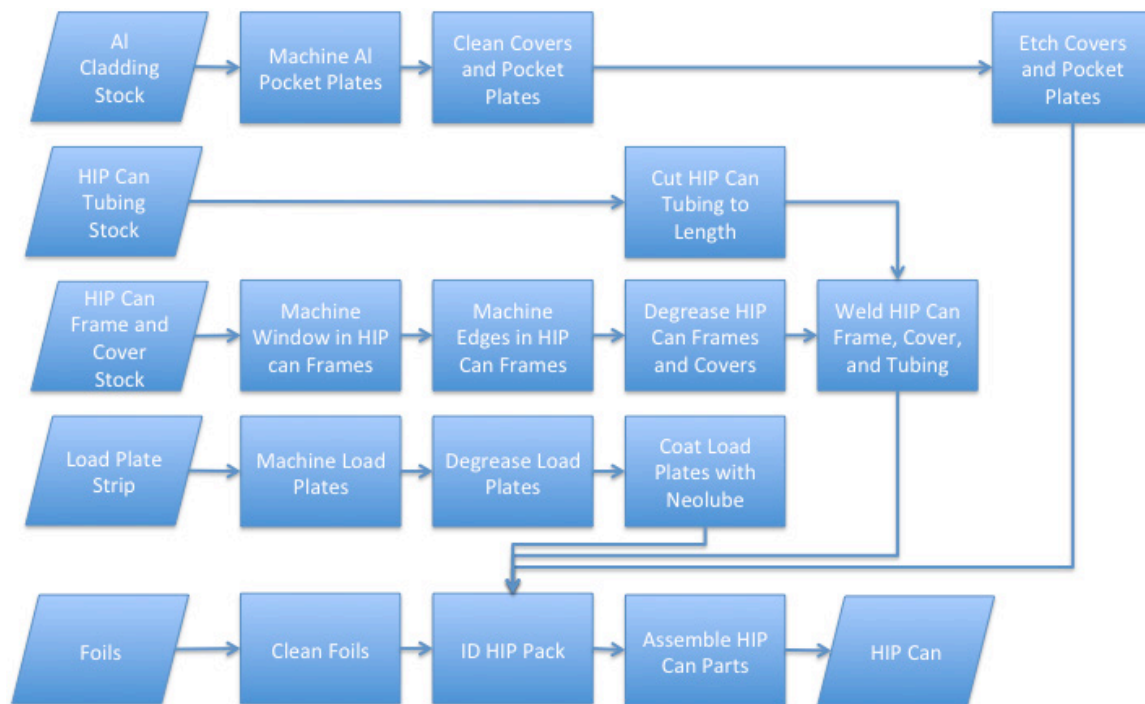 Al
Cladding
Stock
Machine Al
Pocket Plates
Clean Covers
and Pocket
Plates
Etch Covers
and Pocket
Plates
HIP Can
Tubing
Stock
Cut HIP Can
Tubing to
Length
HIP Can
Frame and
Cover
Stock
Machine
Window in HIP
can Frames
Machine
Edges in HIP
Can Frames
Degrease HIP
Can Frames
and Covers
Weld HIP Can
Frame, Cover,
and Tubing
Load Plate
Strip
Machine Load
Plates
Degrease Load
Plates
Coat Load
Plates with
Neolube
Foils
Clean Foils
ID HIP Pack
Assemble HIP
Can Parts
HIP Can